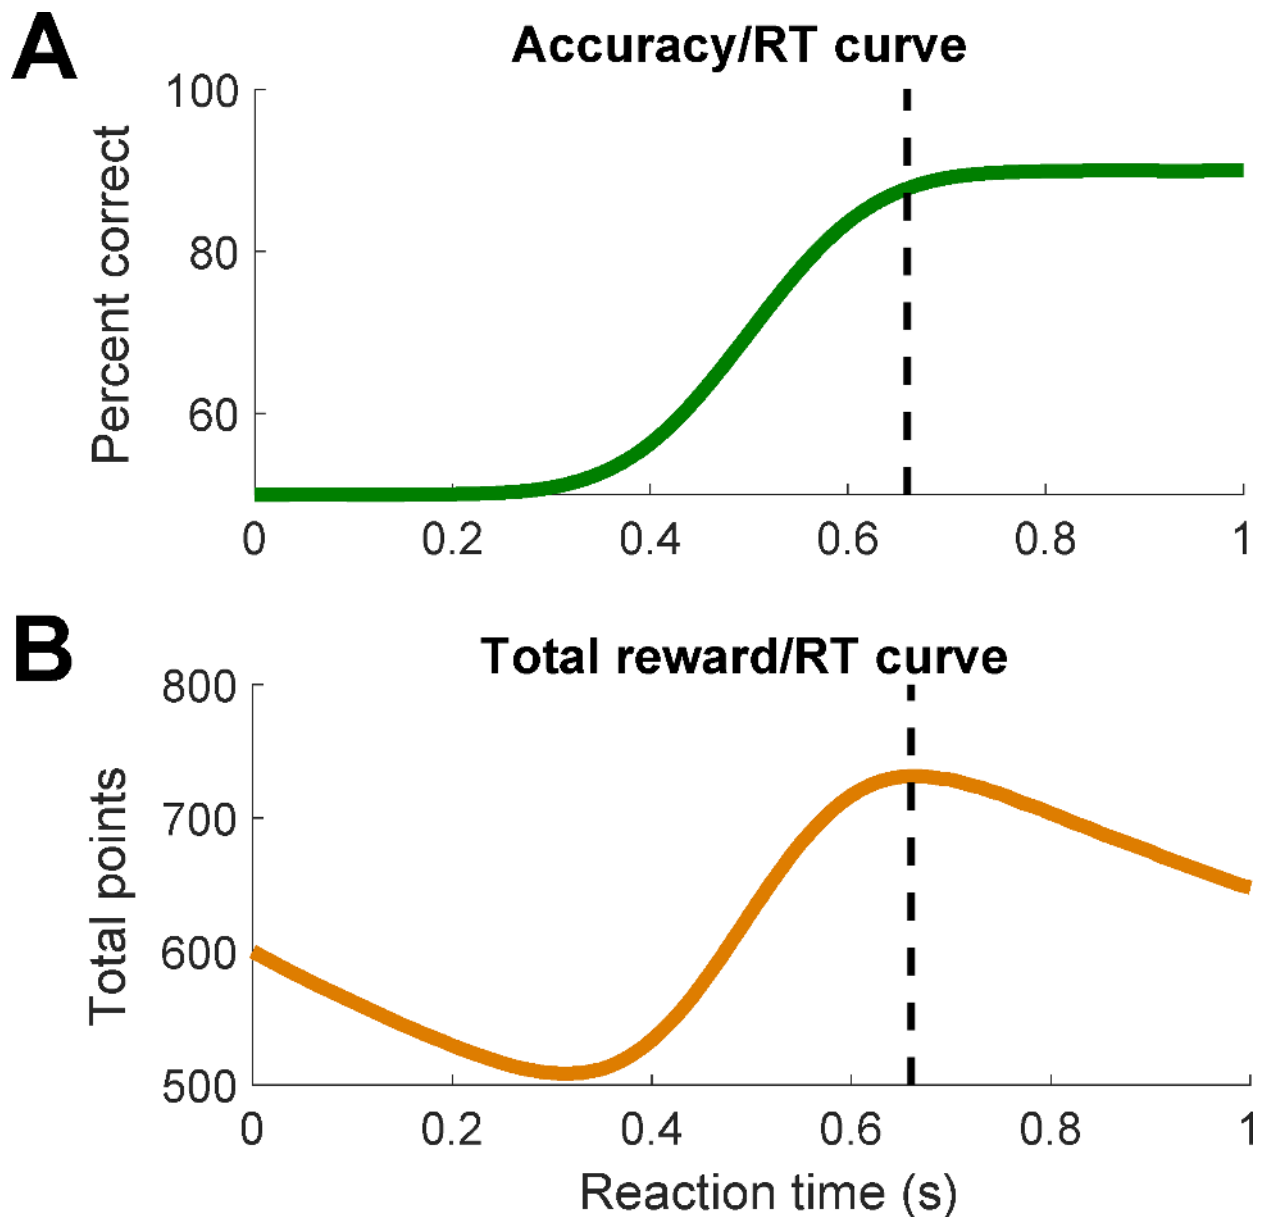 A
Accuracy/RT curve
Percent correct
100
80
60
0 0.2 0.4 0.6 0.8 1
B
Total reward/RT curve
Total points
800
700
600
500
0 0.2 0.4 0.6 0.8 1
Reaction time (s)